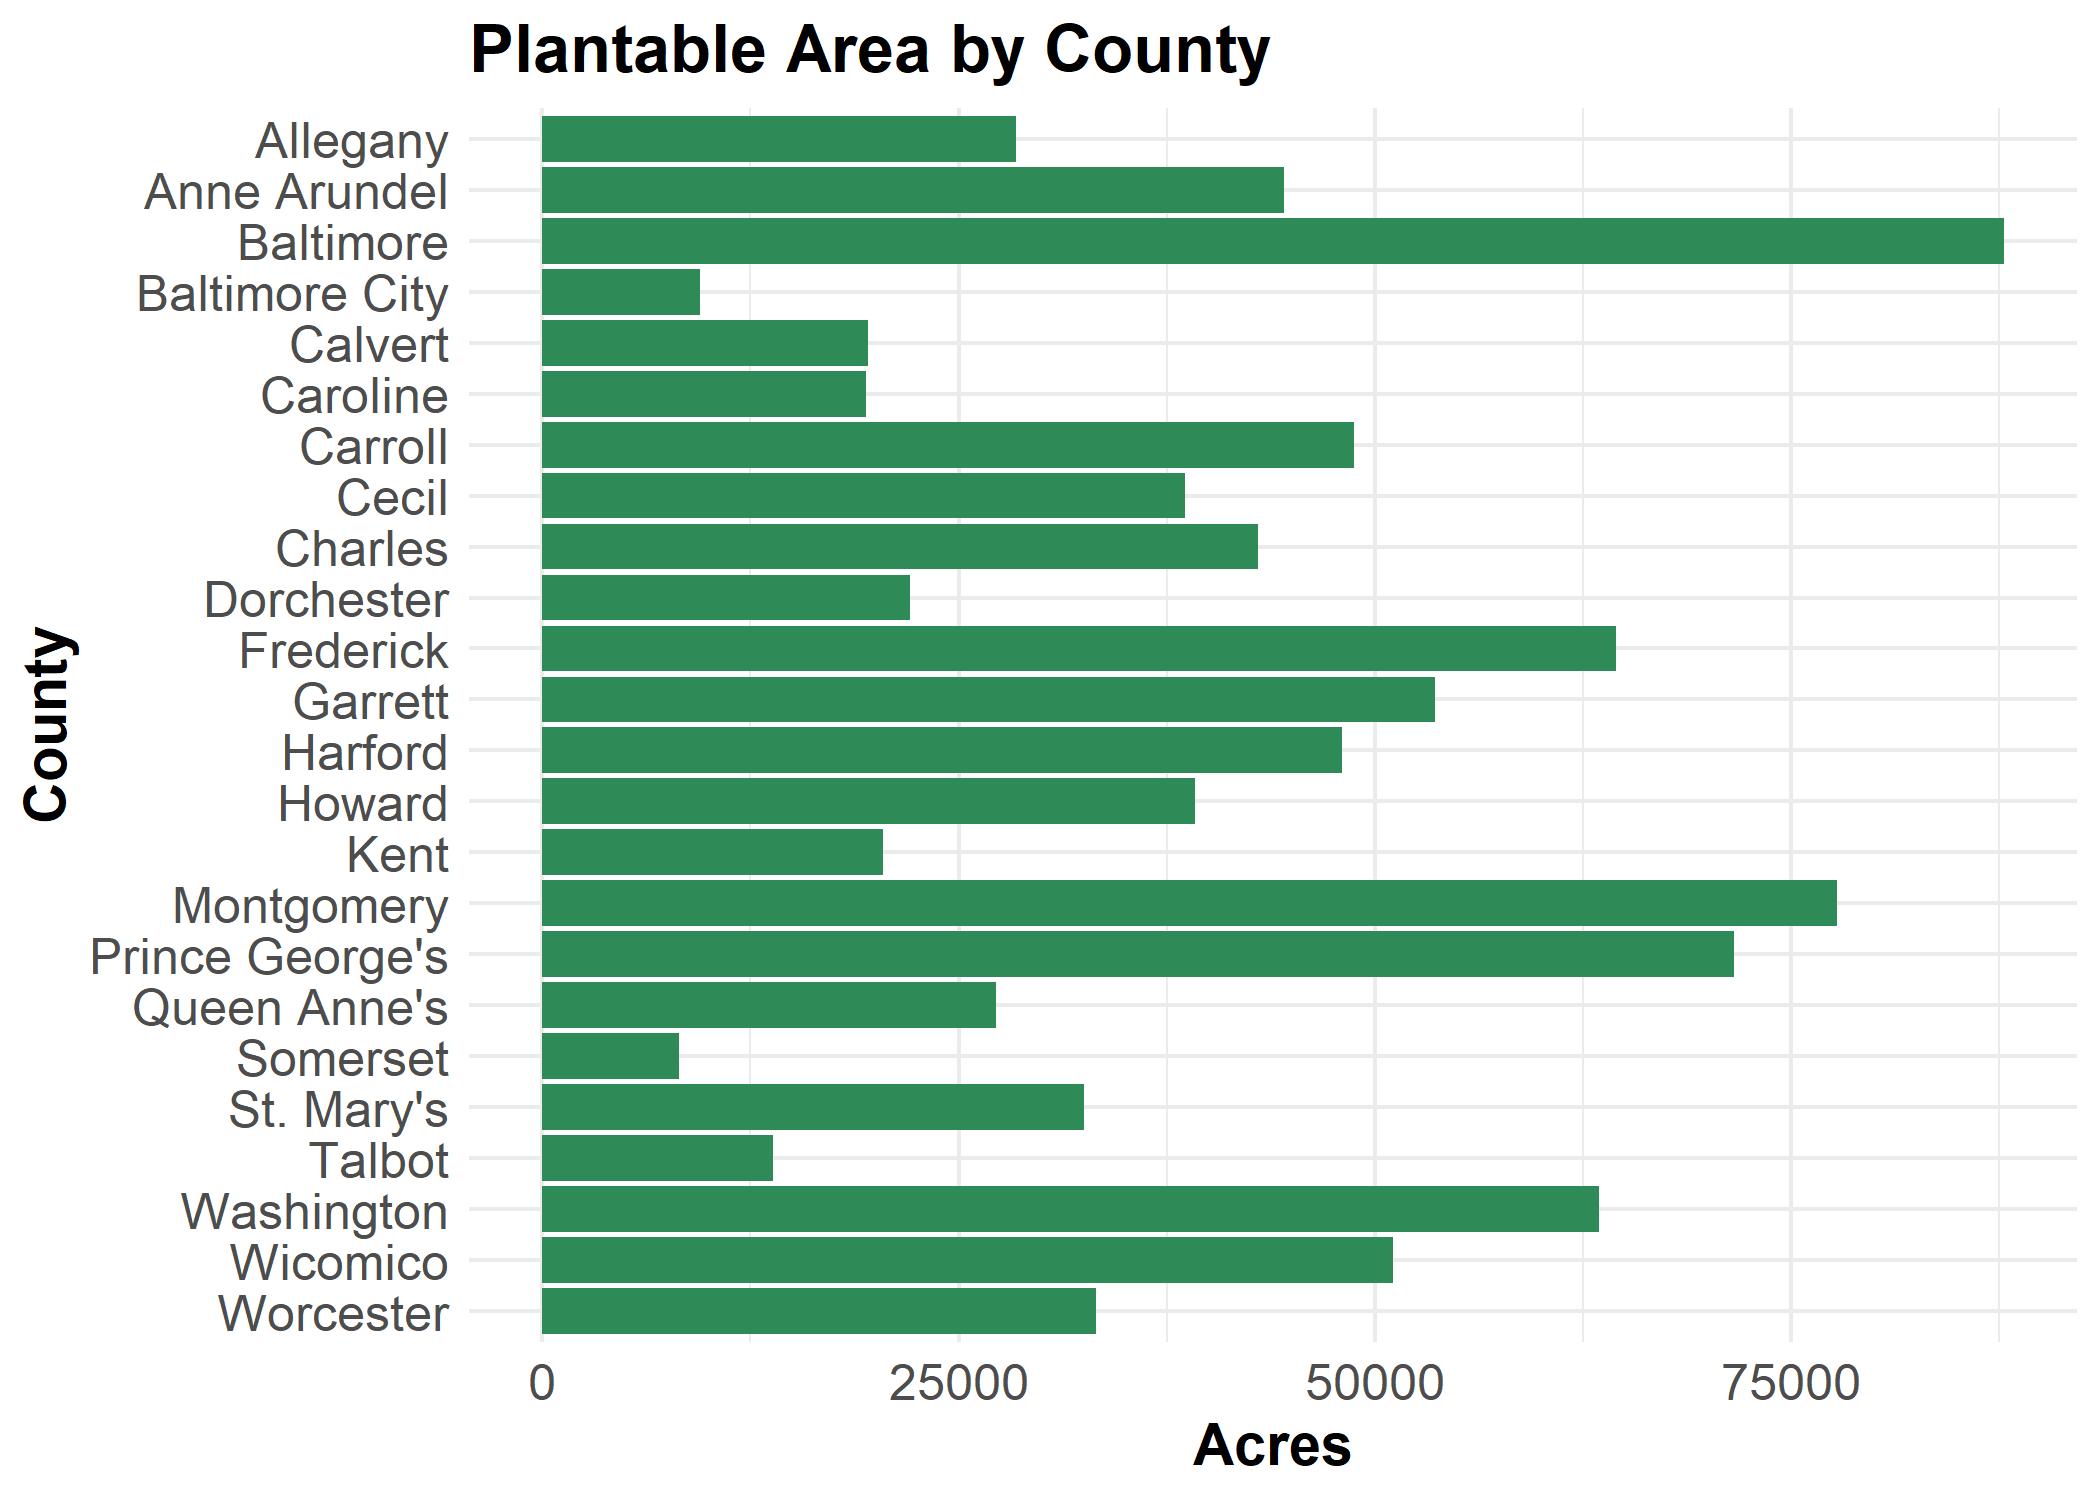 Plantable Area by County
Allegany
Anne Arundel
Baltimore
Baltimore City
Calvert
Caroline
Carroll
Cecil
Charles
Dorchester
Frederick
Garrett
Harford
Howard
Kent
Montgomery
Prince George's
Queen Anne's
Somerset
St. Mary's
Talbot
Washington
Wicomico
Worcester
County
0 25000 50000 75000
Acres